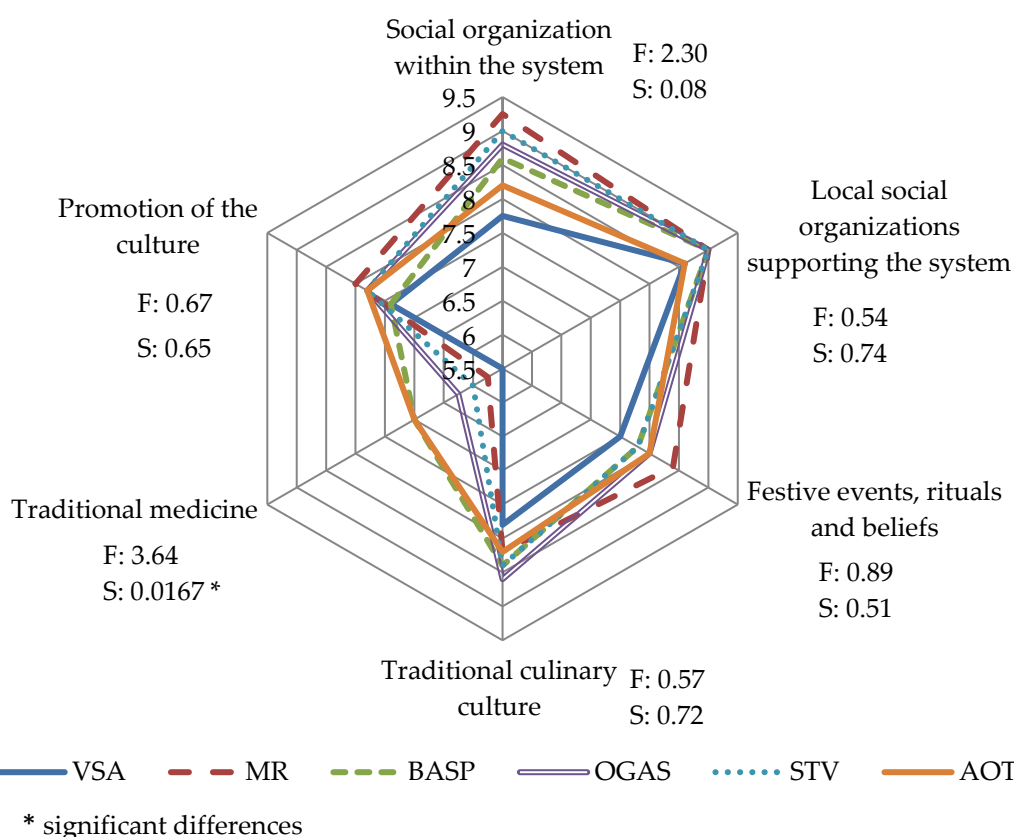 Social organization
within the system
F: 2.30
S: 0.08
9.5
9
8.5
8
7.5
7
6.5
6
5.5
Promotion of the
culture
F: 0.67
S: 0.65
Local social
organizations
supporting the system
F: 0.54
S: 0.74
Traditional medicine
F: 3.64
S: 0.0167 *
Festive events, rituals
and beliefs
F: 0.89
S: 0.51
Traditional culinary
culture
F: 0.57
S: 0.72
VSA MR BASP OGAS STV AOT
* significant differences